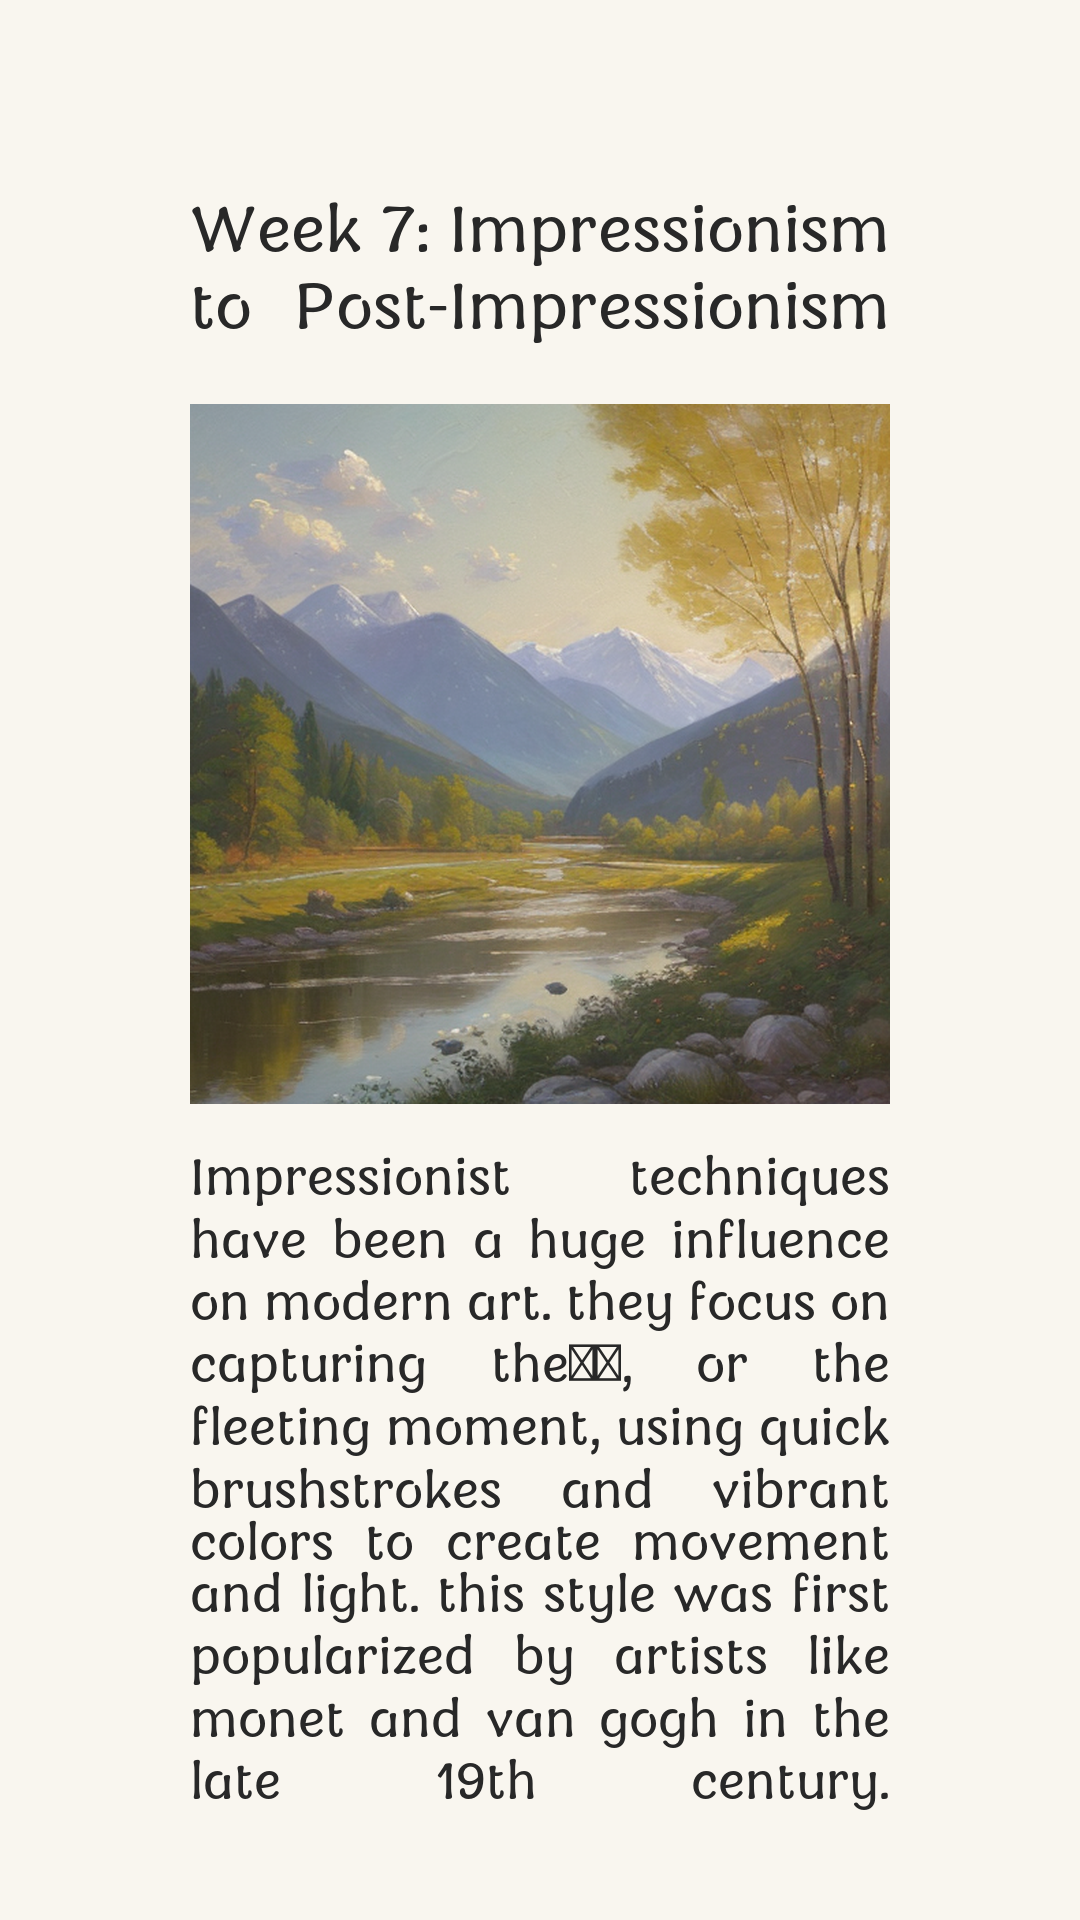 Week 7: Impressionism
to Post-Impressionism
Impressionist techniques
have been a huge influence
on modern art. they focus on
capturing the, or the
fleeting moment, using quick
brushstrokes and vibrant
colors to create movement
and light. this style was first
popularized by artists like
monet and van gogh in the
late 19th century.